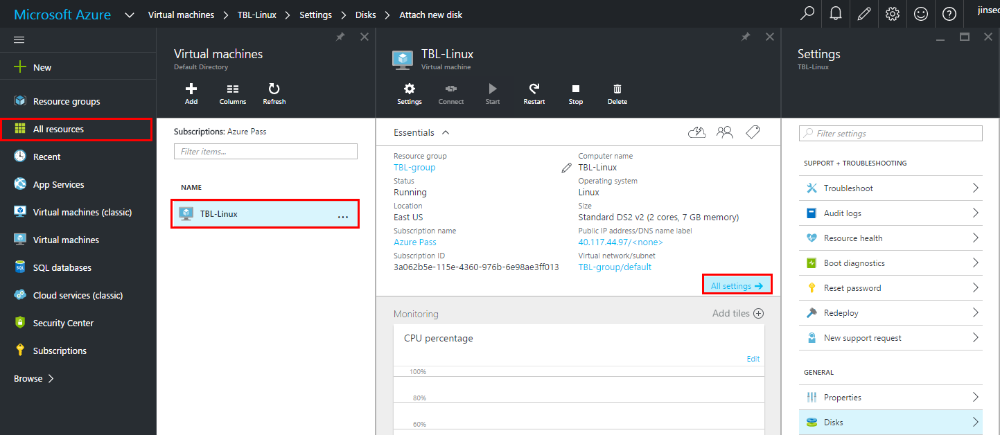 Microsoft Azure
Virtual machines > TBL-Linux > Settings > Disks > Attach new disk
New
Resource groups
All resources
Recent
App Services
Virtual machines (classic)
Virtual machines
SQL databases
Cloud services (classic)
Security Center
Subscriptions
Browse >
Virtual machines
Default Directory
Add Columns Refresh
Subscriptions: Azure Pass
Filter items...
NAME
TBL-Linux ...
TBL-Linux
Virtual machine
Settings Connect Start Restart Stop Delete
Essentials
Resource group
TBL-group
Status
Running
Location
East US
Subscription name
Azure Pass
Subscription ID
3a062b5e-115e-4360-976b-6e98ae3ff013
Computer name
TBL-Linux
Operating system
Linux
Size
Standard DS2 v2 (2 cores, 7 GB memory)
Public IP address/DNS name label
40.117.44.97/<none>
Virtual network/subnet
TBL-group/default
All settings →
Monitoring
Add tiles
CPU percentage
Edit
100%
80%
60%
Settings
TBL-Linux
Filter settings
SUPPORT + TROUBLESHOOTING
Troubleshoot
Audit logs
Resource health
Boot diagnostics
Reset password
Redeploy
New support request
GENERAL
Properties
Disks